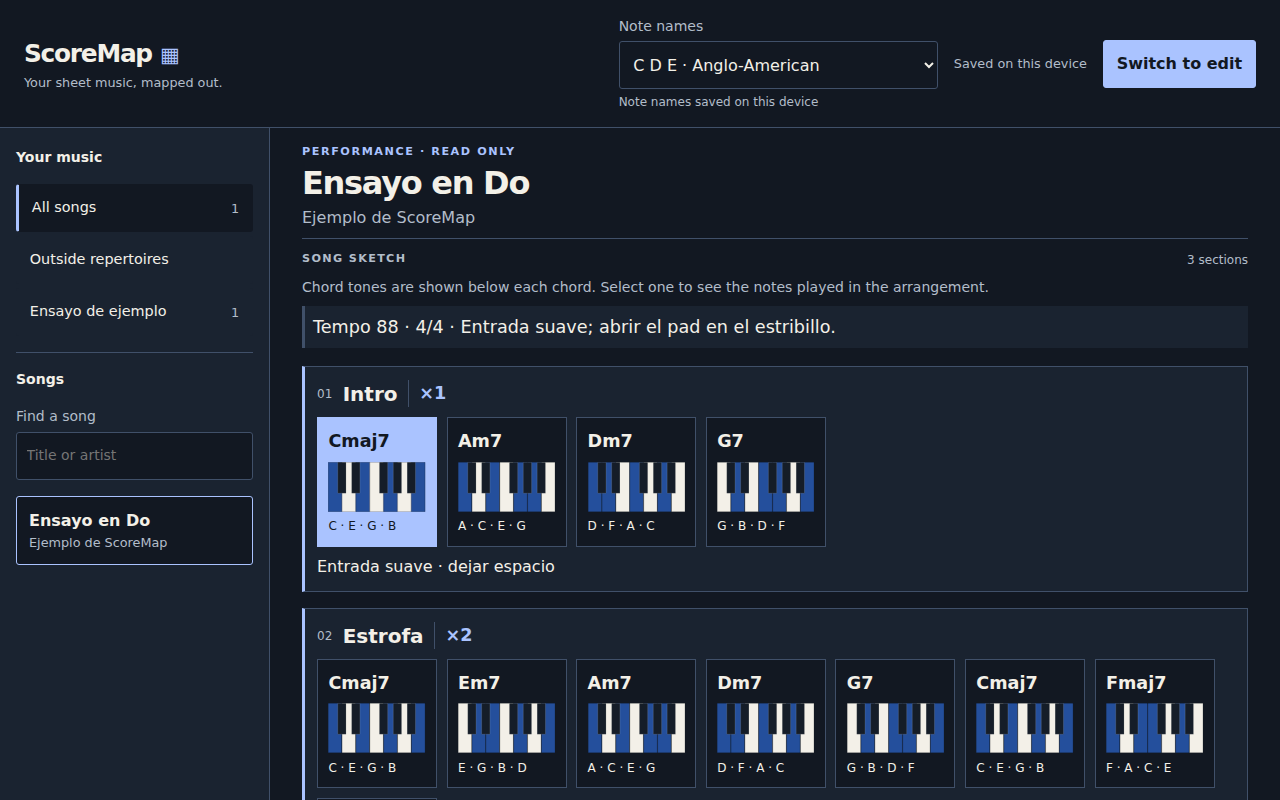 ScoreMap
Your sheet music, mapped out.
Note names
C D E · Anglo-American
Note names saved on this device
Saved on this device
Switch to edit
Your music
All songs 1
Outside repertoires
Ensayo de ejemplo 1
Songs
Find a song
Title or artist
Ensayo en Do
Ejemplo de ScoreMap
PERFORMANCE · READ ONLY
Ensayo en Do
Ejemplo de ScoreMap
SONG SKETCH 3 sections
Chord tones are shown below each chord. Select one to see the notes played in the arrangement.
Tempo 88 · 4/4 · Entrada suave; abrir el pad en el estribillo.
01 Intro ×1
Cmaj7 Am7 Dm7 G7
C · E · G · B A · C · E · G D · F · A · C G · B · D · F
Entrada suave · dejar espacio
02 Estrofa ×2
Cmaj7 Em7 Am7 Dm7 G7 Cmaj7 Fmaj7
C · E · G · B E · G · B · D A · C · E · G D · F · A · C G · B · D · F C · E · G · B F · A · C · E